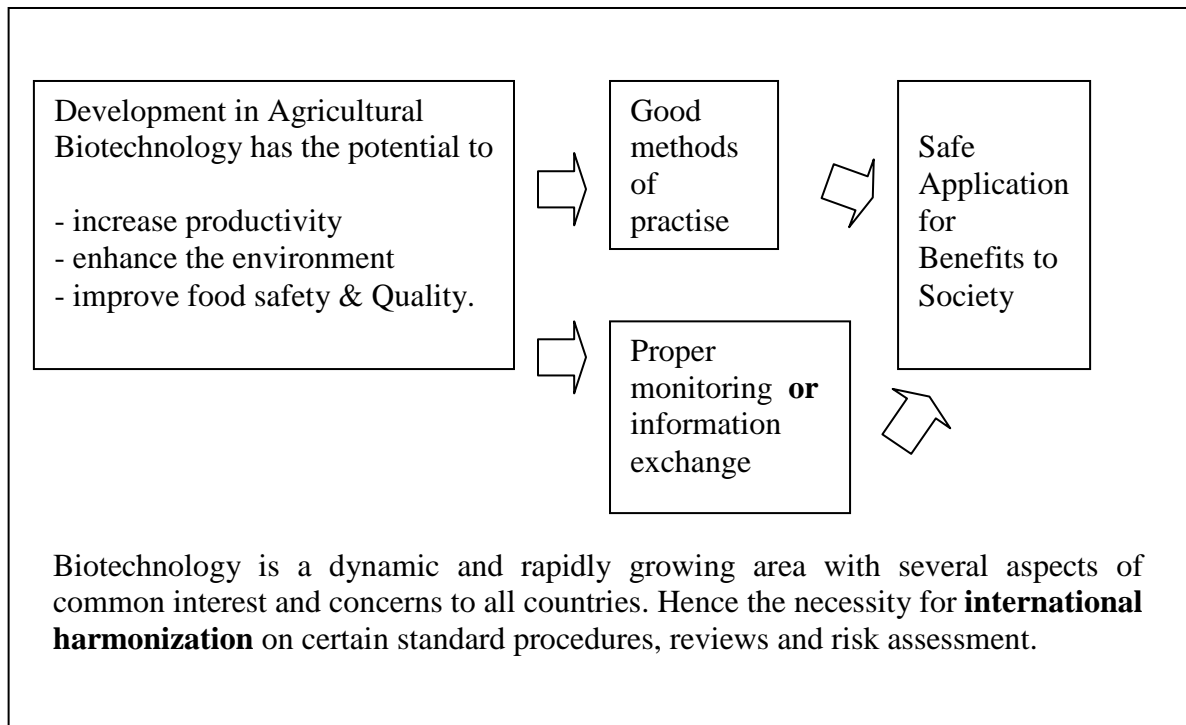 Development in Agricultural
Biotechnology has the potential to
- increase productivity
- enhance the environment
- improve food safety & Quality.
Good
methods
of
practise
Proper
monitoring or
information
exchange
Safe
Application
for
Benefits to
Society
Biotechnology is a dynamic and rapidly growing area with several aspects of
common interest and concerns to all countries. Hence the necessity for international
harmonization on certain standard procedures, reviews and risk assessment.